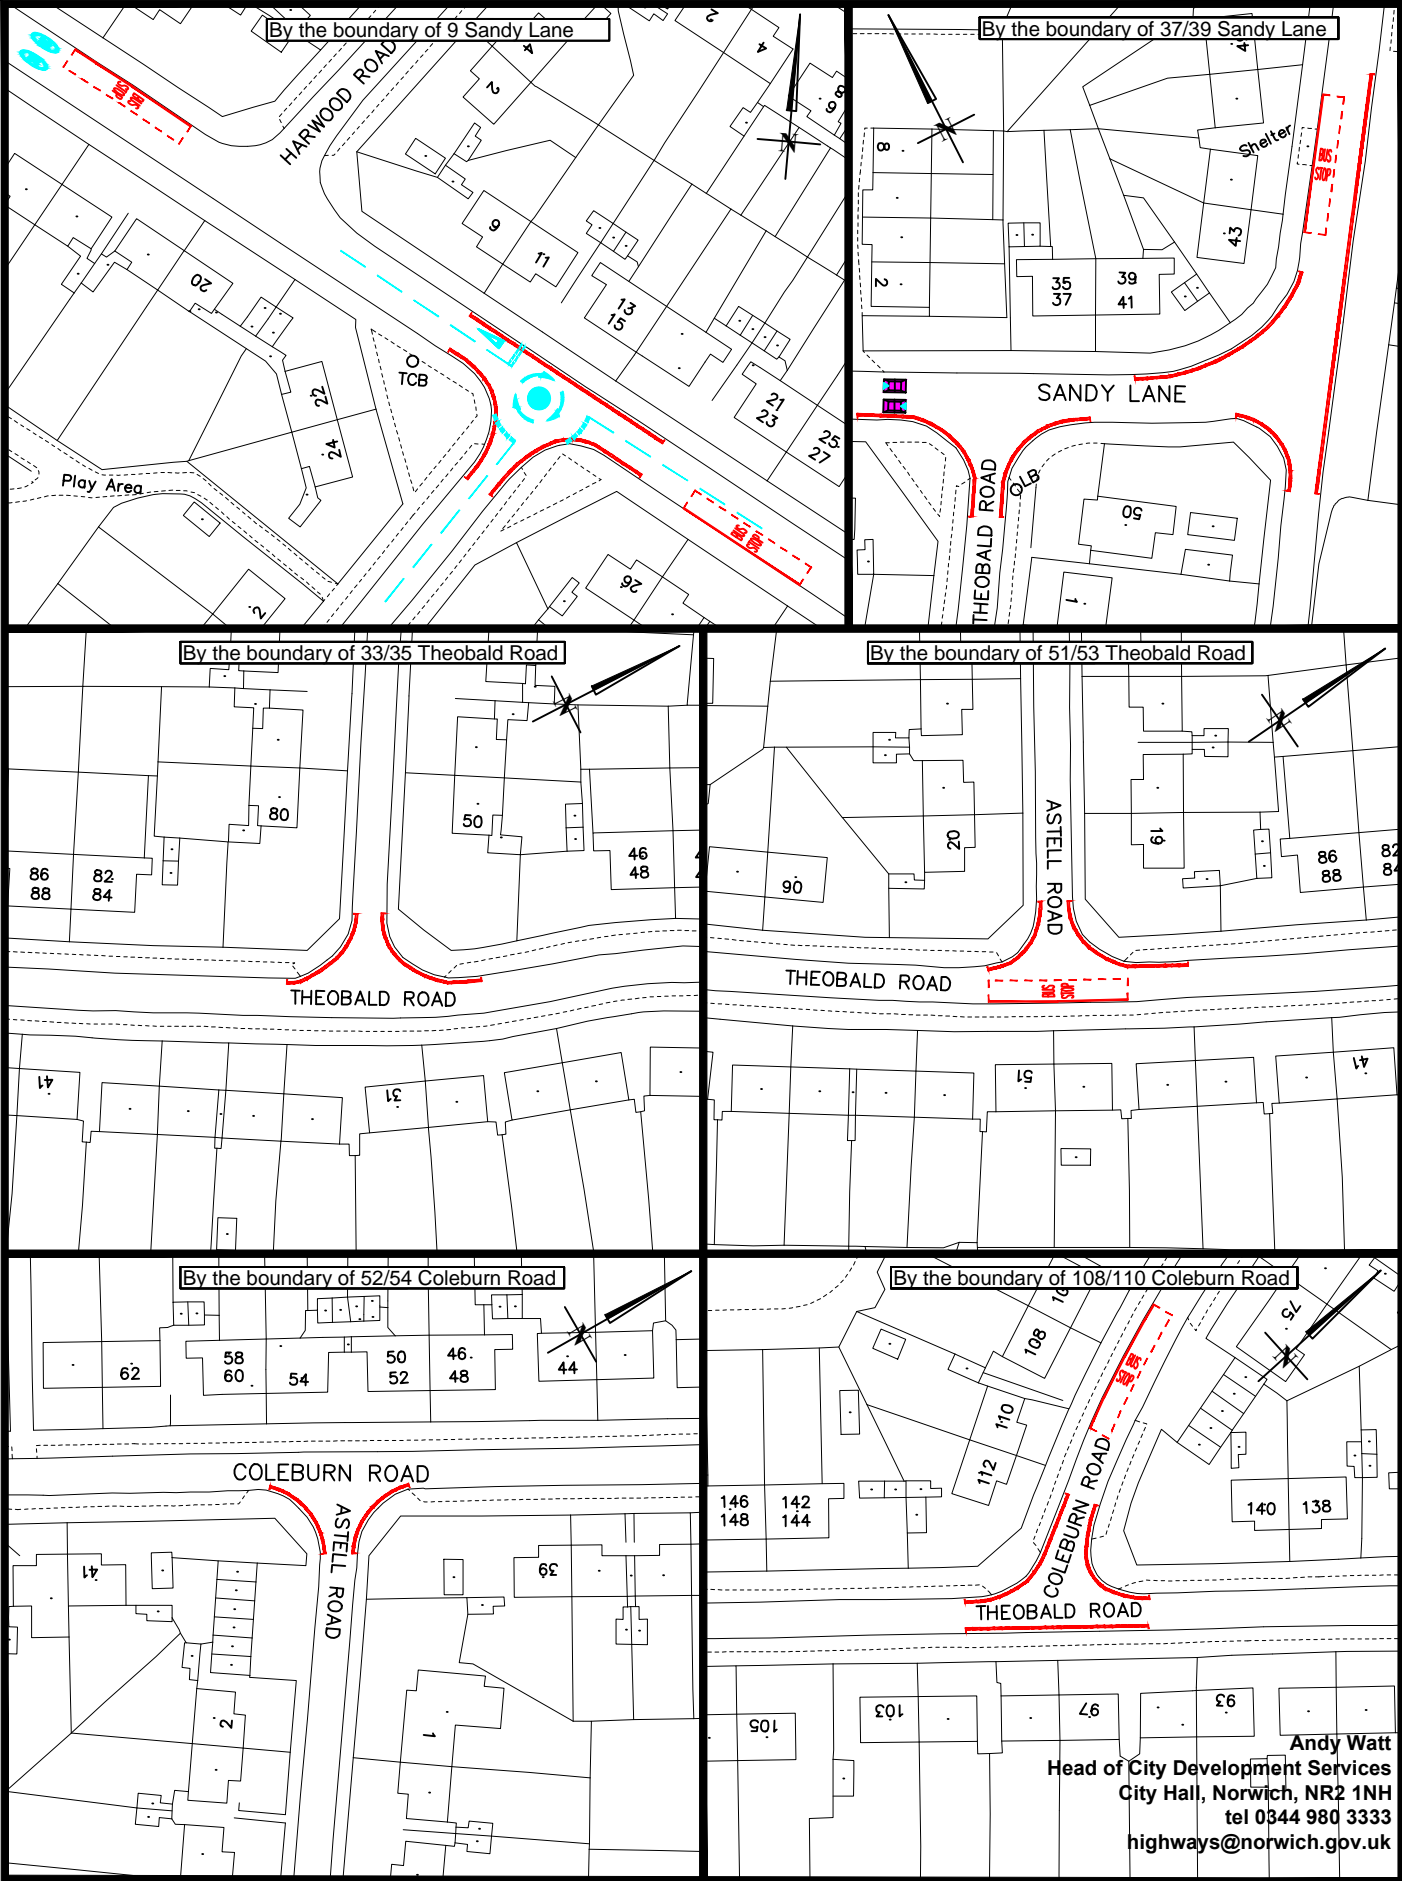 By the boundary of 9 Sandy Lane
HARWOOD ROAD
BUS
STOP
2
4
2
4
6
8
9
11
13
15
20
TCB
22
24
21
23
25
27
Play Area
BUS
STOP
2
26
By the boundary of 37/39 Sandy Lane
8
2
Shelter
BUS
STOP
43
35
37
39
41
SANDY LANE
THEOBALD ROAD
LB
50
1
By the boundary of 33/35 Theobald Road
80
50
46
48
86
88
82
84
THEOBALD ROAD
41
31
By the boundary of 51/53 Theobald Road
ASTELL ROAD
20
19
90
86
88
82
84
THEOBALD ROAD
BUS
STOP
51
41
By the boundary of 52/54 Coleburn Road
62
58
60
54
50
52
46
48
44
COLEBURN ROAD
ASTELL ROAD
41
39
2
1
By the boundary of 108/110 Coleburn Road
108
110
112
75
BUS
STOP
146
148
142
144
140
138
COLEBURN ROAD
THEOBALD ROAD
105
103
97
93
Andy Watt
Head of City Development Services
City Hall, Norwich, NR2 1NH
tel 0344 980 3333
highways@norwich.gov.uk